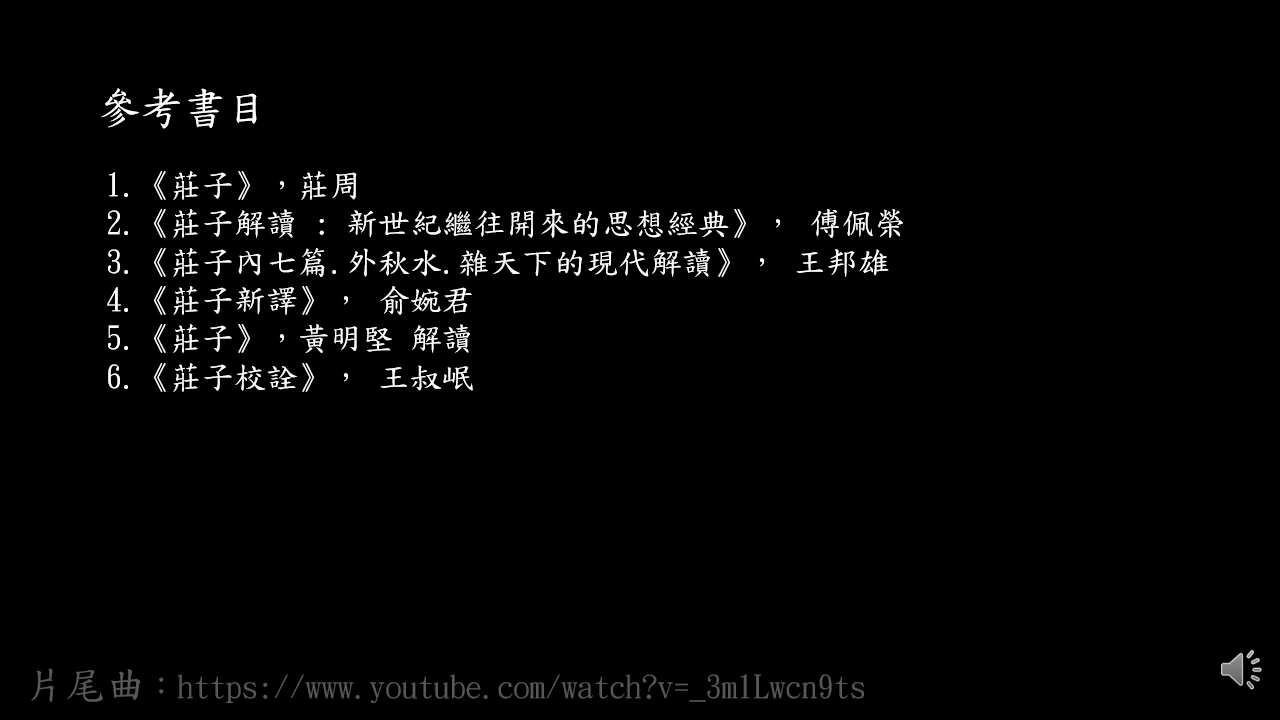 參考書目
1.《莊子》，莊周
2.《莊子解讀 : 新世紀繼往開來的思想經典》， 傅佩榮
3.《莊子內七篇.外秋水.雜天下的現代解讀》， 王邦雄
4.《莊子新譯》， 俞婉君
5.《莊子》，黃明堅 解讀
6.《莊子校詮》， 王叔岷
片尾曲：https://www.youtube.com/watch?v=_3m1Lwcn9ts